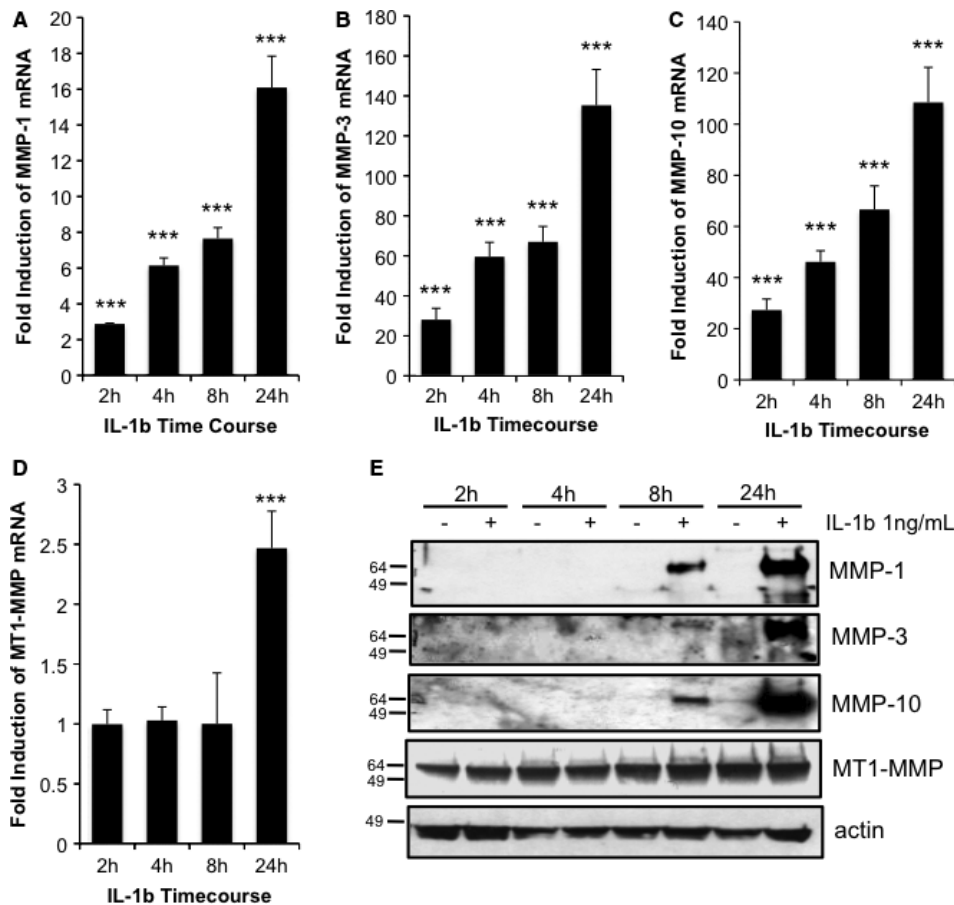 A
Fold Induction of MMP-1 mRNA
20
18
16
14
12
10
8
6
4
2
0
***
***
***
***
2h 4h 8h 24h
IL-1b Time Course
B
Fold Induction of MMP-3 mRNA
180
160
140
120
100
80
60
40
20
0
***
***
***
***
2h 4h 8h 24h
IL-1b Timecourse
C
Fold Induction of MMP-10 mRNA
140
120
100
80
60
40
20
0
***
***
***
***
2h 4h 8h 24h
IL-1b Timecourse
D
Fold Induction of MT1-MMP mRNA
3
2.5
2
1.5
1
0.5
0
***
2h 4h 8h 24h
IL-1b Timecourse
E
2h 4h 8h 24h
- + - + - + - + IL-1b 1ng/mL
64
49
MMP-1
64
49
MMP-3
64
49
MMP-10
64
49
MT1-MMP
49
actin